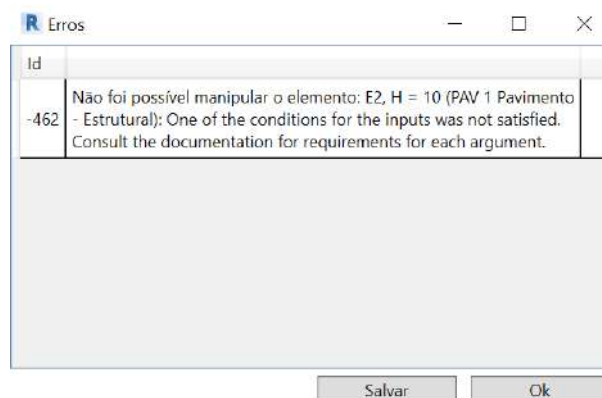 R Erros
Id
Não foi possível manipular o elemento: E2, H = 10 (PAV 1 Pavimento
-462 - Estrutural): One of the conditions for the inputs was not satisfied.
Consult the documentation for requirements for each argument.
Salvar Ok